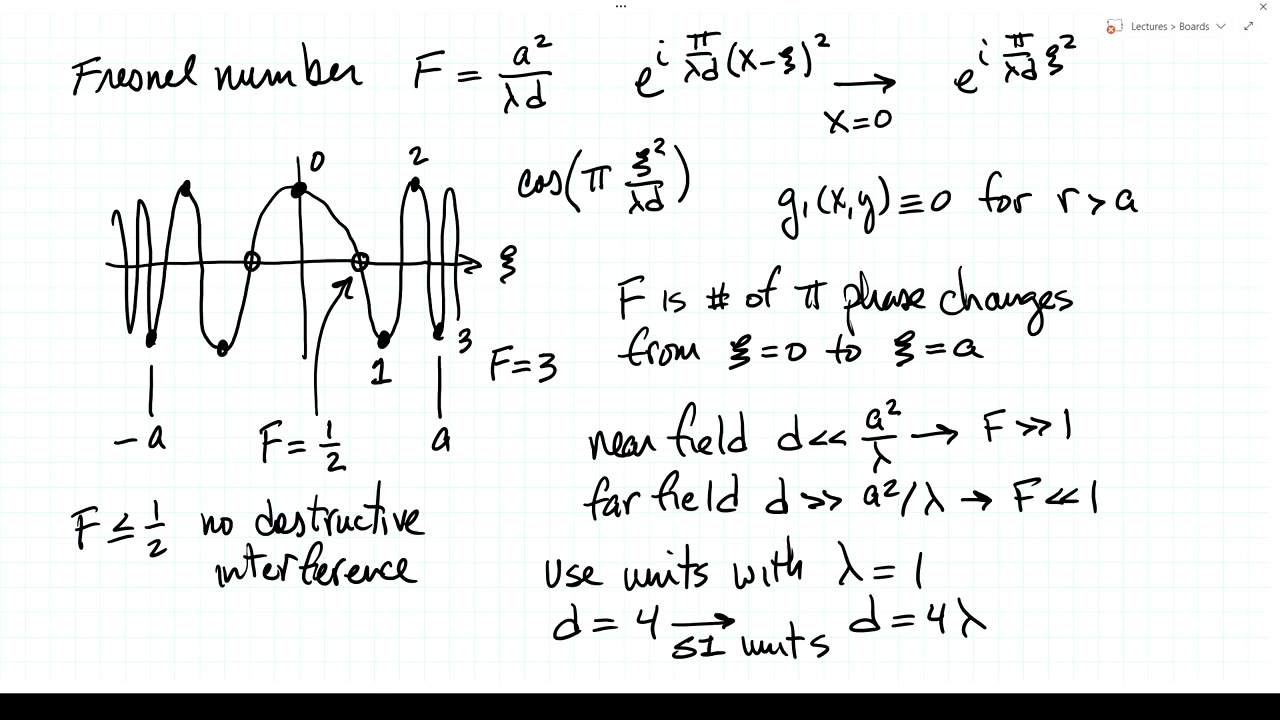 Lectures > Boards
Fresnel number F = a²/λd e^{i π/λd (x-ξ)²} → x=0 e^{i π/λd ξ²}
0
2
cos(π ξ²/λd)
g₁(x,y) ≡ 0 for r > a
ξ
F is # of π phase changes
from ξ = 0 to ξ = a
1
3
F = 3
-a
F = 1/2
a
near field d << a²/λ → F >> 1
far field d >> a²/λ → F << 1
F ≤ 1/2 no destructive
interference
use units with λ = 1
d = 4 → SI units d = 4λ